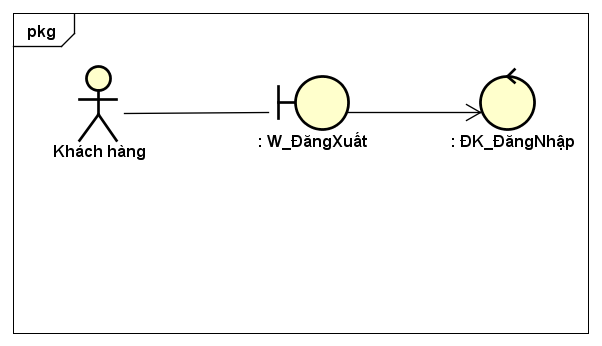 pkg
Khách hàng
: W_ĐăngXuất
: ĐK_ĐăngNhập